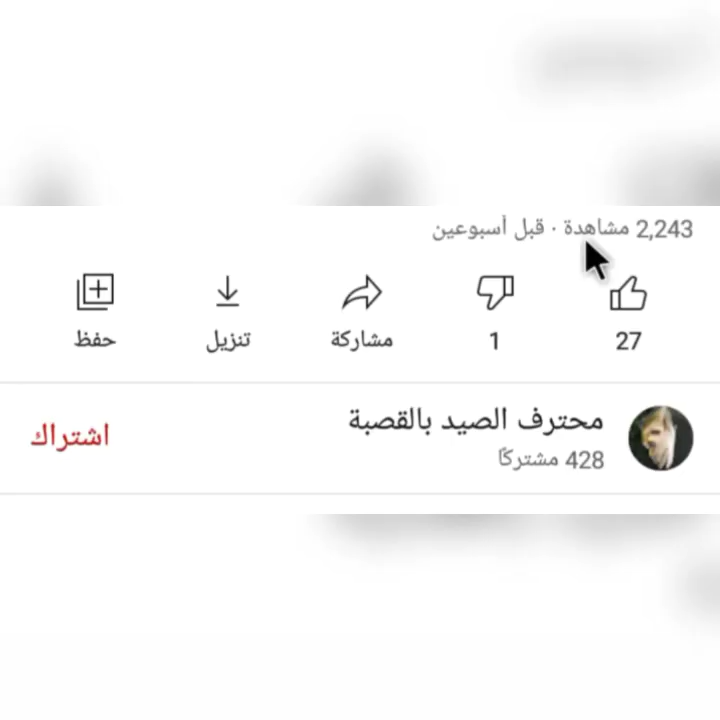 2,243 مشاهدة · قبل أسبوعين
27
1
مشاركة
تنزيل
حفظ
محترف الصيد بالقصبة
428 مشتركًا
اشتراك